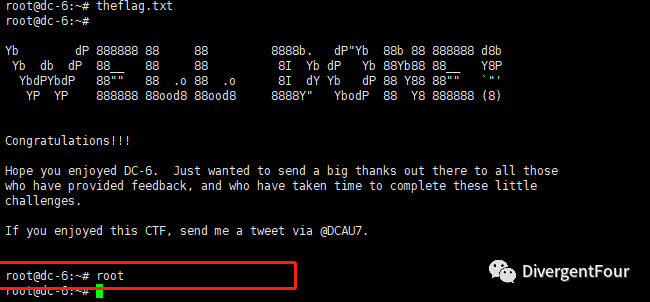 root@dc-6:~# theflag.txt
root@dc-6:~#
Yb        dP 888888 88     88         8888b.   dP"Yb  88b 88 888888 d8b
 Yb  db  dP  88__   88     88          8I  Yb dP   Yb 88Yb88 88__   Y8P
  YbdPYbdP   88""   88  .o 88  .o      8I  dY Yb   dP 88 Y88 88""   `"'
   YP  YP    888888 88ood8 88ood8     8888Y"   YbodP  88  Y8 888888 (8)
Congratulations!!!
Hope you enjoyed DC-6.  Just wanted to send a big thanks out there to all those
who have provided feedback, and who have taken time to complete these little
challenges.
If you enjoyed this CTF, send me a tweet via @DCAU7.
root@dc-6:~# root
root@dc-6:~#
DivergentFour